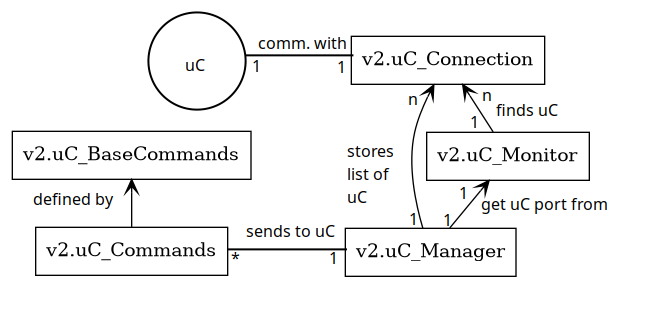 comm. with
uC
1
1
v2.uC_Connection
n
n
finds uC
1
v2.uC_BaseCommands
stores
list of
uC
v2.uC_Monitor
defined by
1
get uC port from
1
1
sends to uC
v2.uC_Commands
*
1
v2.uC_Manager